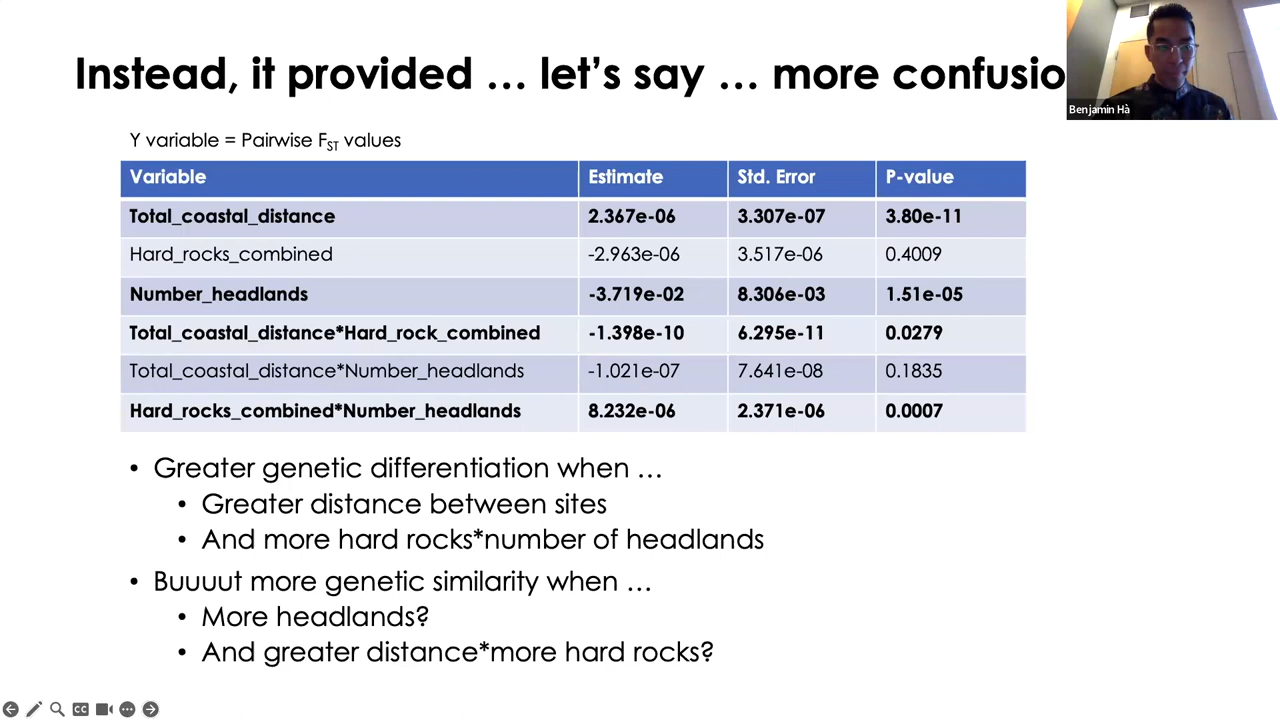 Instead, it provided … let's say … more confusio
Benjamin Hà
Y variable = Pairwise FST values
Variable Estimate Std. Error P-value
Total_coastal_distance 2.367e-06 3.307e-07 3.80e-11
Hard_rocks_combined -2.963e-06 3.517e-06 0.4009
Number_headlands -3.719e-02 8.306e-03 1.51e-05
Total_coastal_distance*Hard_rock_combined -1.398e-10 6.295e-11 0.0279
Total_coastal_distance*Number_headlands -1.021e-07 7.641e-08 0.1835
Hard_rocks_combined*Number_headlands 8.232e-06 2.371e-06 0.0007
• Greater genetic differentiation when …
• Greater distance between sites
• And more hard rocks*number of headlands
• Buuuut more genetic similarity when …
• More headlands?
• And greater distance*more hard rocks?
CC